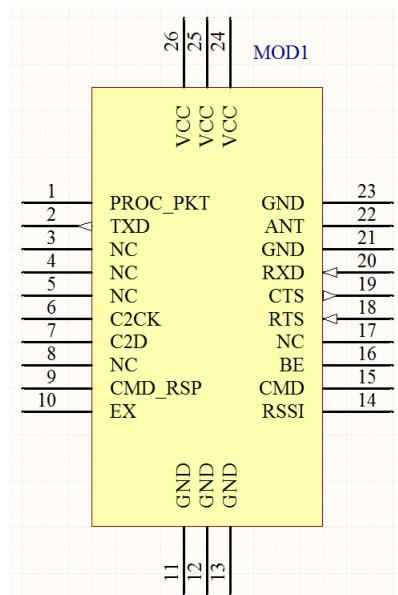 26 25 24
MOD1
VCC VCC VCC
1 PROC_PKT GND 23
2 TXD ANT 22
3 NC GND 21
4 NC RXD 20
5 NC CTS 19
6 C2CK RTS 18
7 C2D NC 17
8 NC BE 16
9 CMD_RSP CMD 15
10 EX RSSI 14
GND GND GND
11 12 13